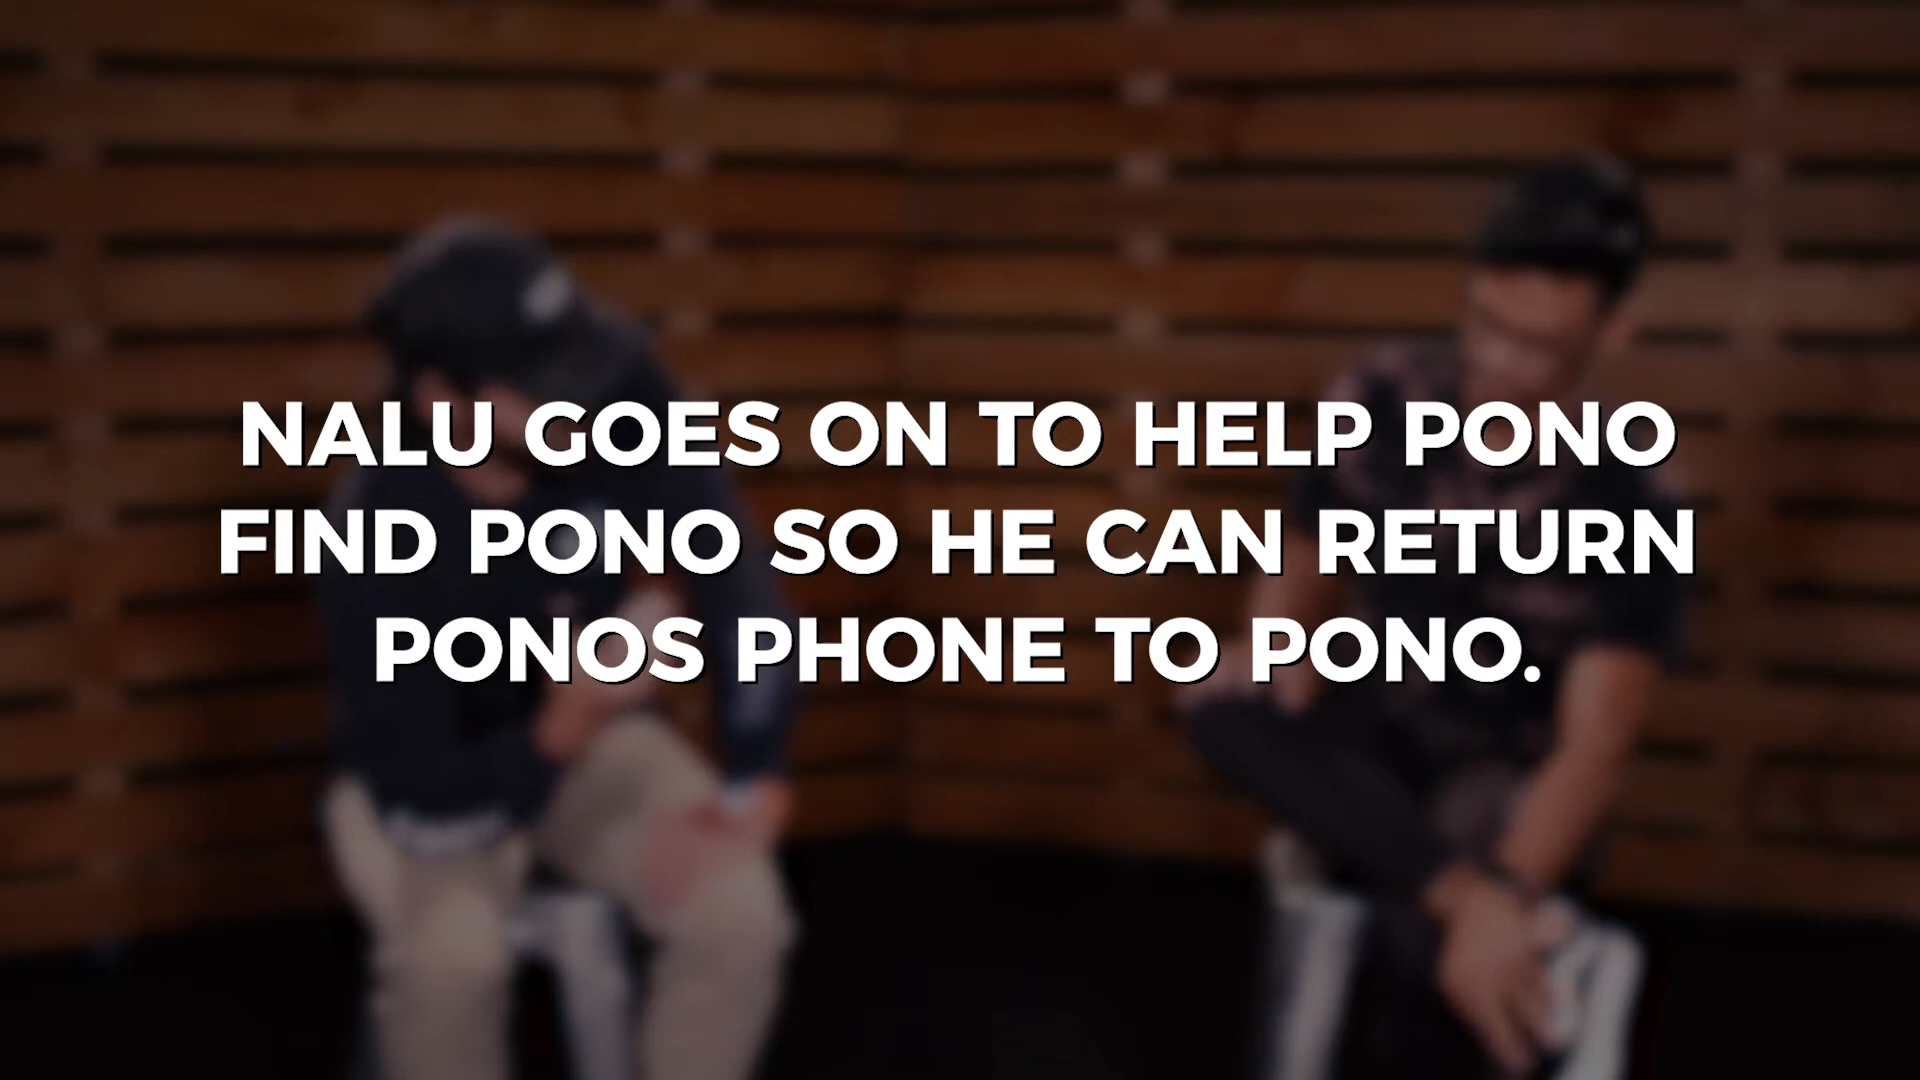 NALU GOES ON TO HELP PONO
FIND PONO SO HE CAN RETURN
PONOS PHONE TO PONO.